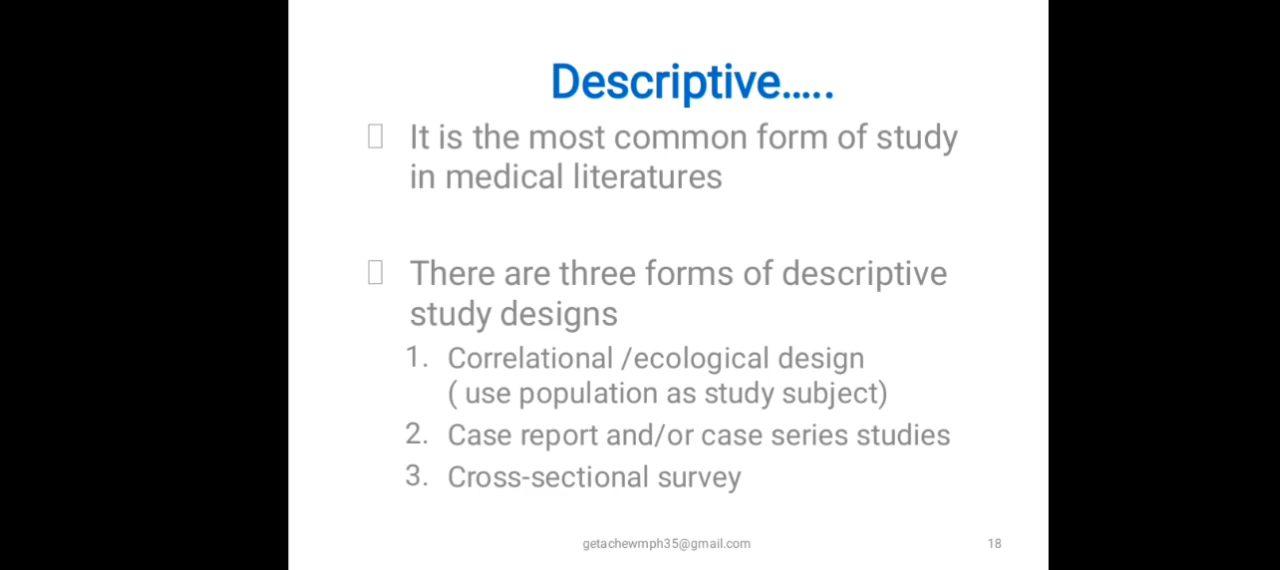 Descriptive.....
It is the most common form of study
in medical literatures
There are three forms of descriptive
study designs
1. Correlational /ecological design
( use population as study subject)
2. Case report and/or case series studies
3. Cross-sectional survey
getachewmph35@gmail.com 18